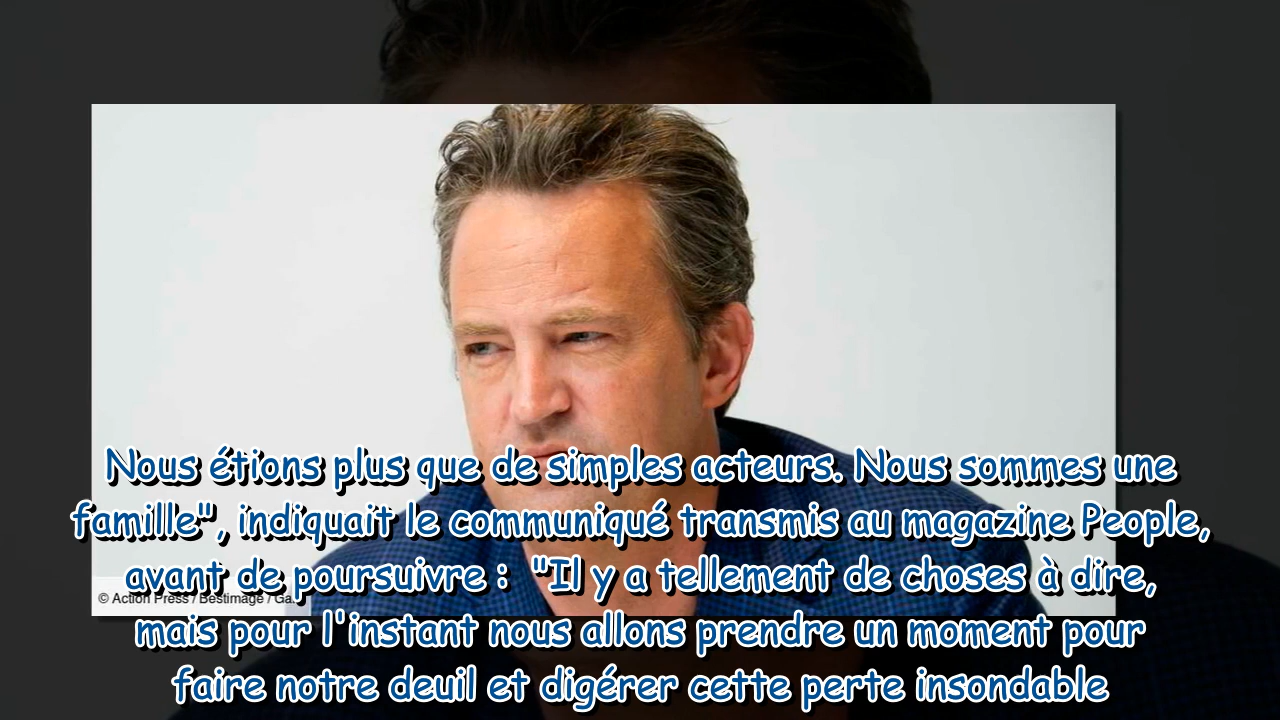 Nous étions plus que de simples acteurs. Nous sommes une
famille", indiquait le communiqué transmis au magazine People,
avant de poursuivre : "Il y a tellement de choses à dire,
© Action Press / Bestimage / Ga.
mais pour l'instant nous allons prendre un moment pour
faire notre deuil et digérer cette perte insondable